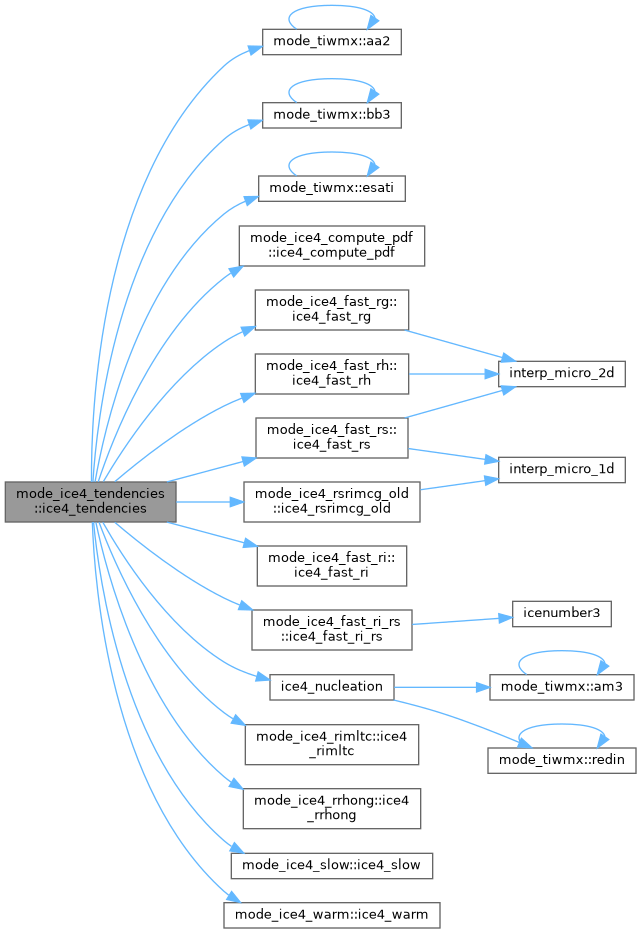 mode_tiwmx::aa2
mode_tiwmx::bb3
mode_tiwmx::esati
mode_ice4_compute_pdf
::ice4_compute_pdf
mode_ice4_fast_rg::
ice4_fast_rg
mode_ice4_fast_rh::
ice4_fast_rh
interp_micro_2d
mode_ice4_fast_rs::
ice4_fast_rs
interp_micro_1d
mode_ice4_tendencies
::ice4_tendencies
mode_ice4_rsrimcg_old
::ice4_rsrimcg_old
mode_ice4_fast_ri::
ice4_fast_ri
mode_ice4_fast_ri_rs
::ice4_fast_ri_rs
icenumber3
ice4_nucleation
mode_tiwmx::am3
mode_ice4_rimltc::ice4
_rimltc
mode_tiwmx::redin
mode_ice4_rrhong::ice4
_rrhong
mode_ice4_slow::ice4_slow
mode_ice4_warm::ice4_warm